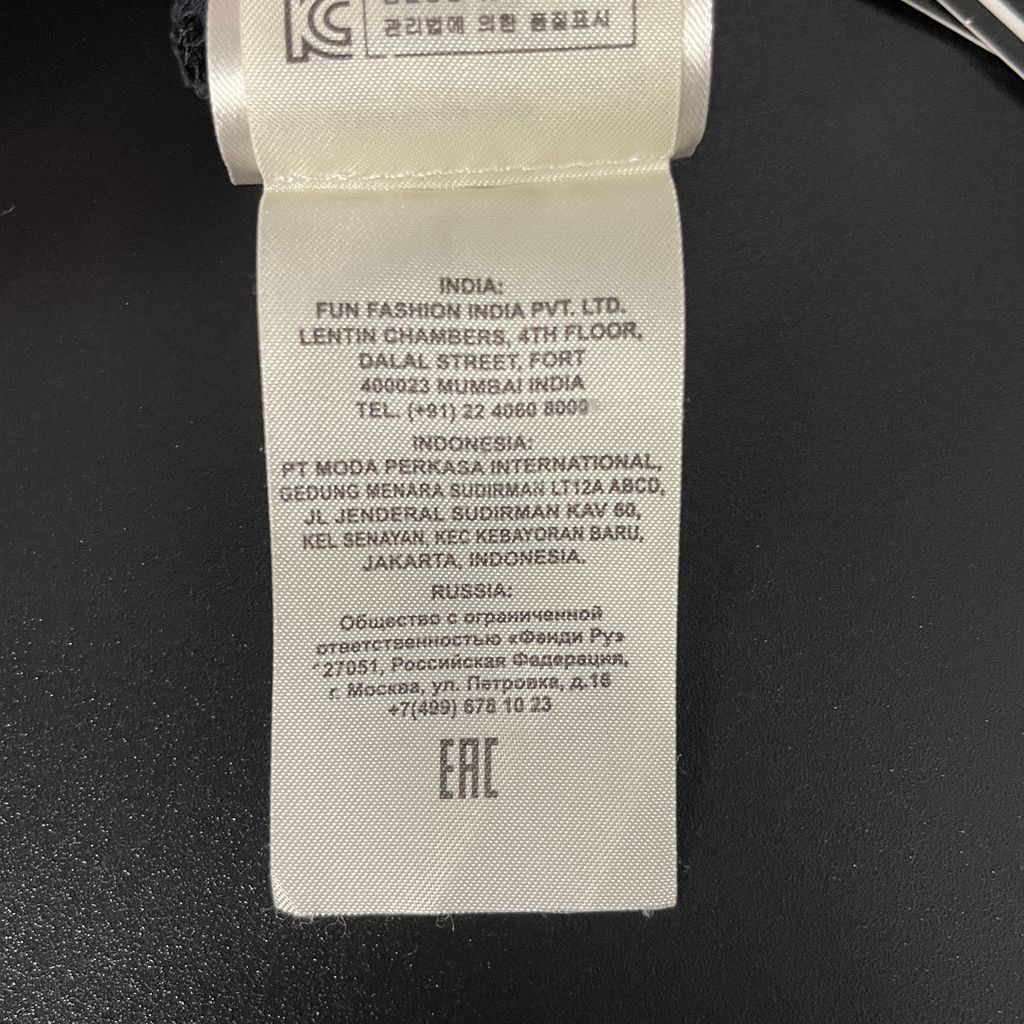 관리법에 의한 품질표시
INDIA:
FUN FASHION INDIA PVT. LTD.
LENTIN CHAMBERS, 4TH FLOOR,
DALAL STREET, FORT
400023 MUMBAI INDIA
TEL. (+91) 22 4060 8000
INDONESIA:
PT MODA PERKASA INTERNATIONAL,
GEDUNG MENARA SUDIRMAN LT12A ABCD,
JL JENDERAL SUDIRMAN KAV 60,
KEL SENAYAN, KEC KEBAYORAN BARU,
JAKARTA, INDONESIA.
RUSSIA:
Общество с ограниченной
ответственностью «Фенди Ру»
127051, Российская Федерация,
г. Москва, ул. Петровка, д.16
+7(499) 678 10 23
EAC